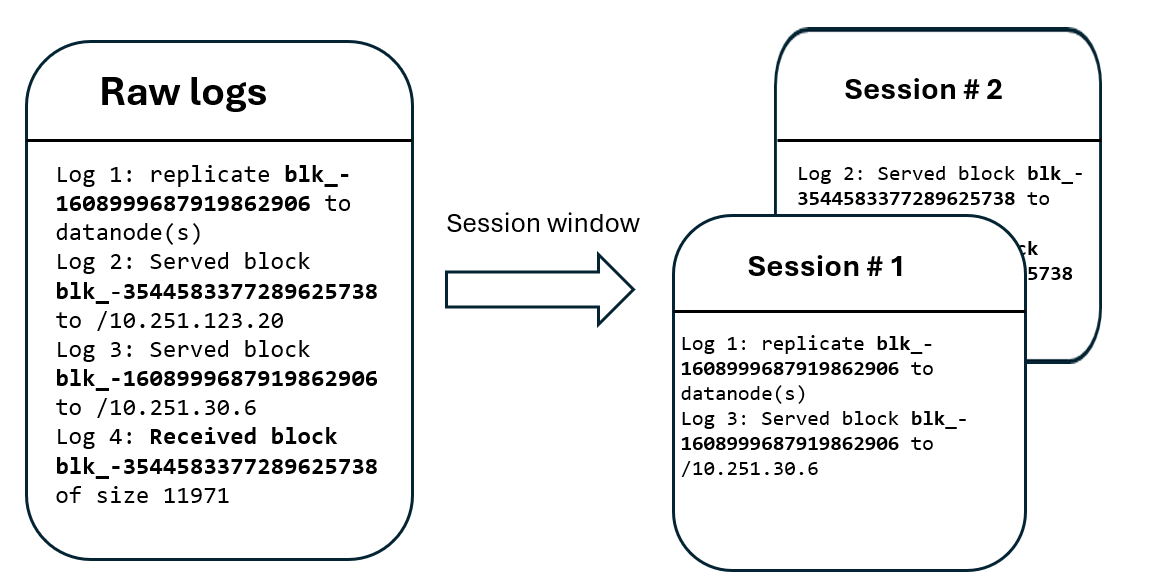 Raw logs
Log 1: replicate blk_-
1608999687919862906 to
datanode(s)
Log 2: Served block
blk_-3544583377289625738
to /10.251.123.20
Log 3: Served block
blk_-1608999687919862906
to /10.251.30.6
Log 4: Received block
blk_-3544583377289625738
of size 11971
Session window
Session # 2
Log 2: Served block blk_-
3544583377289625738 to
ck
5738
Session # 1
Log 1: replicate blk_-
1608999687919862906 to
datanode(s)
Log 3: Served block blk_-
1608999687919862906 to
/10.251.30.6